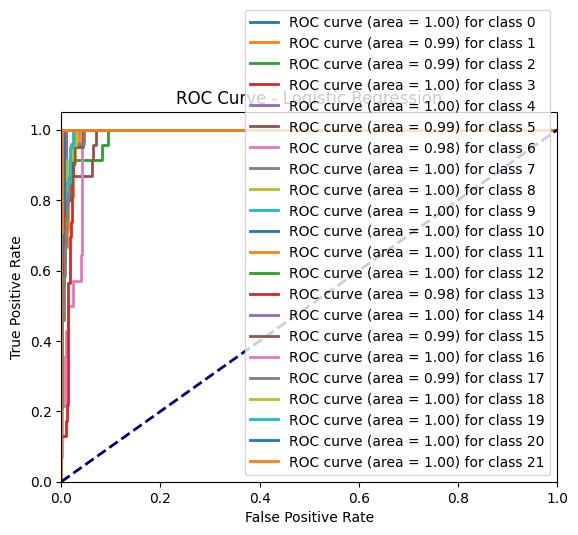 ROC curve (area = 1.00) for class 0
ROC curve (area = 0.99) for class 1
ROC curve (area = 0.99) for class 2
ROC curve (area = 1.00) for class 3
ROC curve (area = 1.00) for class 4
ROC curve (area = 0.99) for class 5
ROC curve (area = 0.98) for class 6
ROC curve (area = 1.00) for class 7
ROC curve (area = 1.00) for class 8
ROC curve (area = 1.00) for class 9
ROC curve (area = 1.00) for class 10
ROC curve (area = 1.00) for class 11
ROC curve (area = 1.00) for class 12
ROC curve (area = 0.98) for class 13
ROC curve (area = 1.00) for class 14
ROC curve (area = 0.99) for class 15
ROC curve (area = 1.00) for class 16
ROC curve (area = 0.99) for class 17
ROC curve (area = 1.00) for class 18
ROC curve (area = 1.00) for class 19
ROC curve (area = 1.00) for class 20
ROC curve (area = 1.00) for class 21
ROC Curve - Logistic Regression
True Positive Rate
1.0
0.8
0.6
0.4
0.2
0.0
0.0 0.2 0.4 0.6 0.8 1.0
False Positive Rate